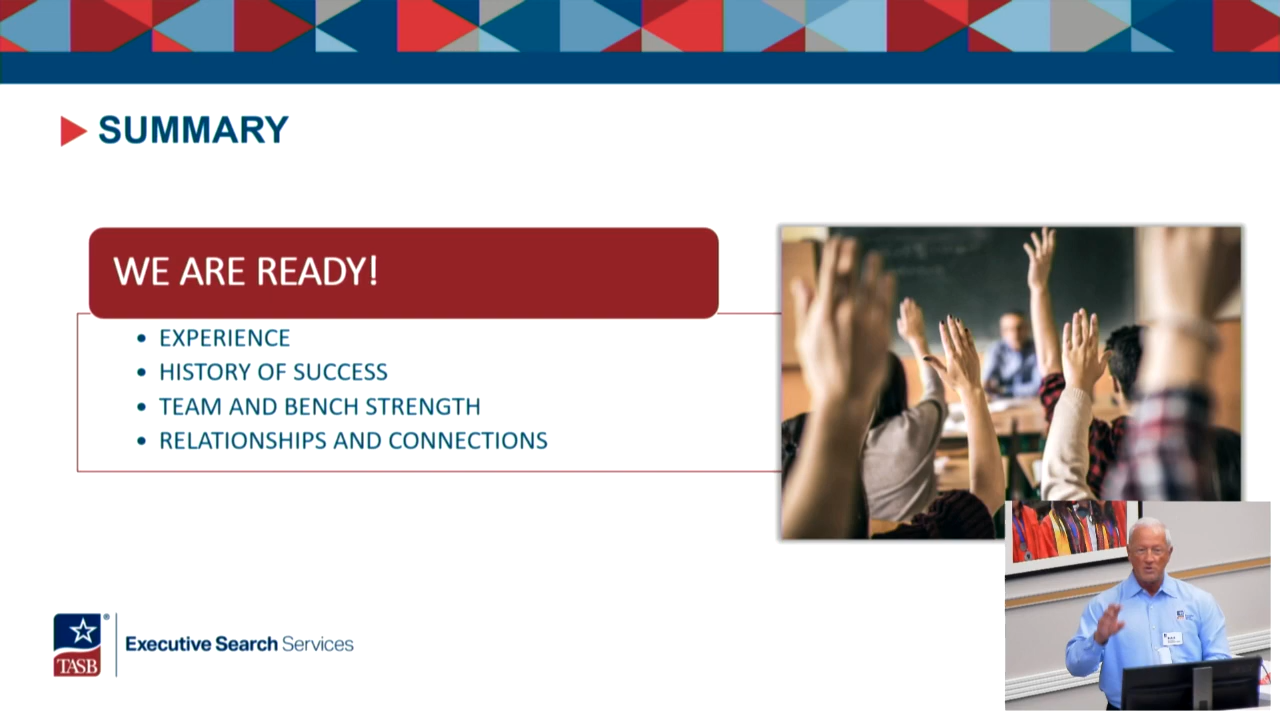 SUMMARY
WE ARE READY!
• EXPERIENCE
• HISTORY OF SUCCESS
• TEAM AND BENCH STRENGTH
• RELATIONSHIPS AND CONNECTIONS
TASB ® Executive Search Services